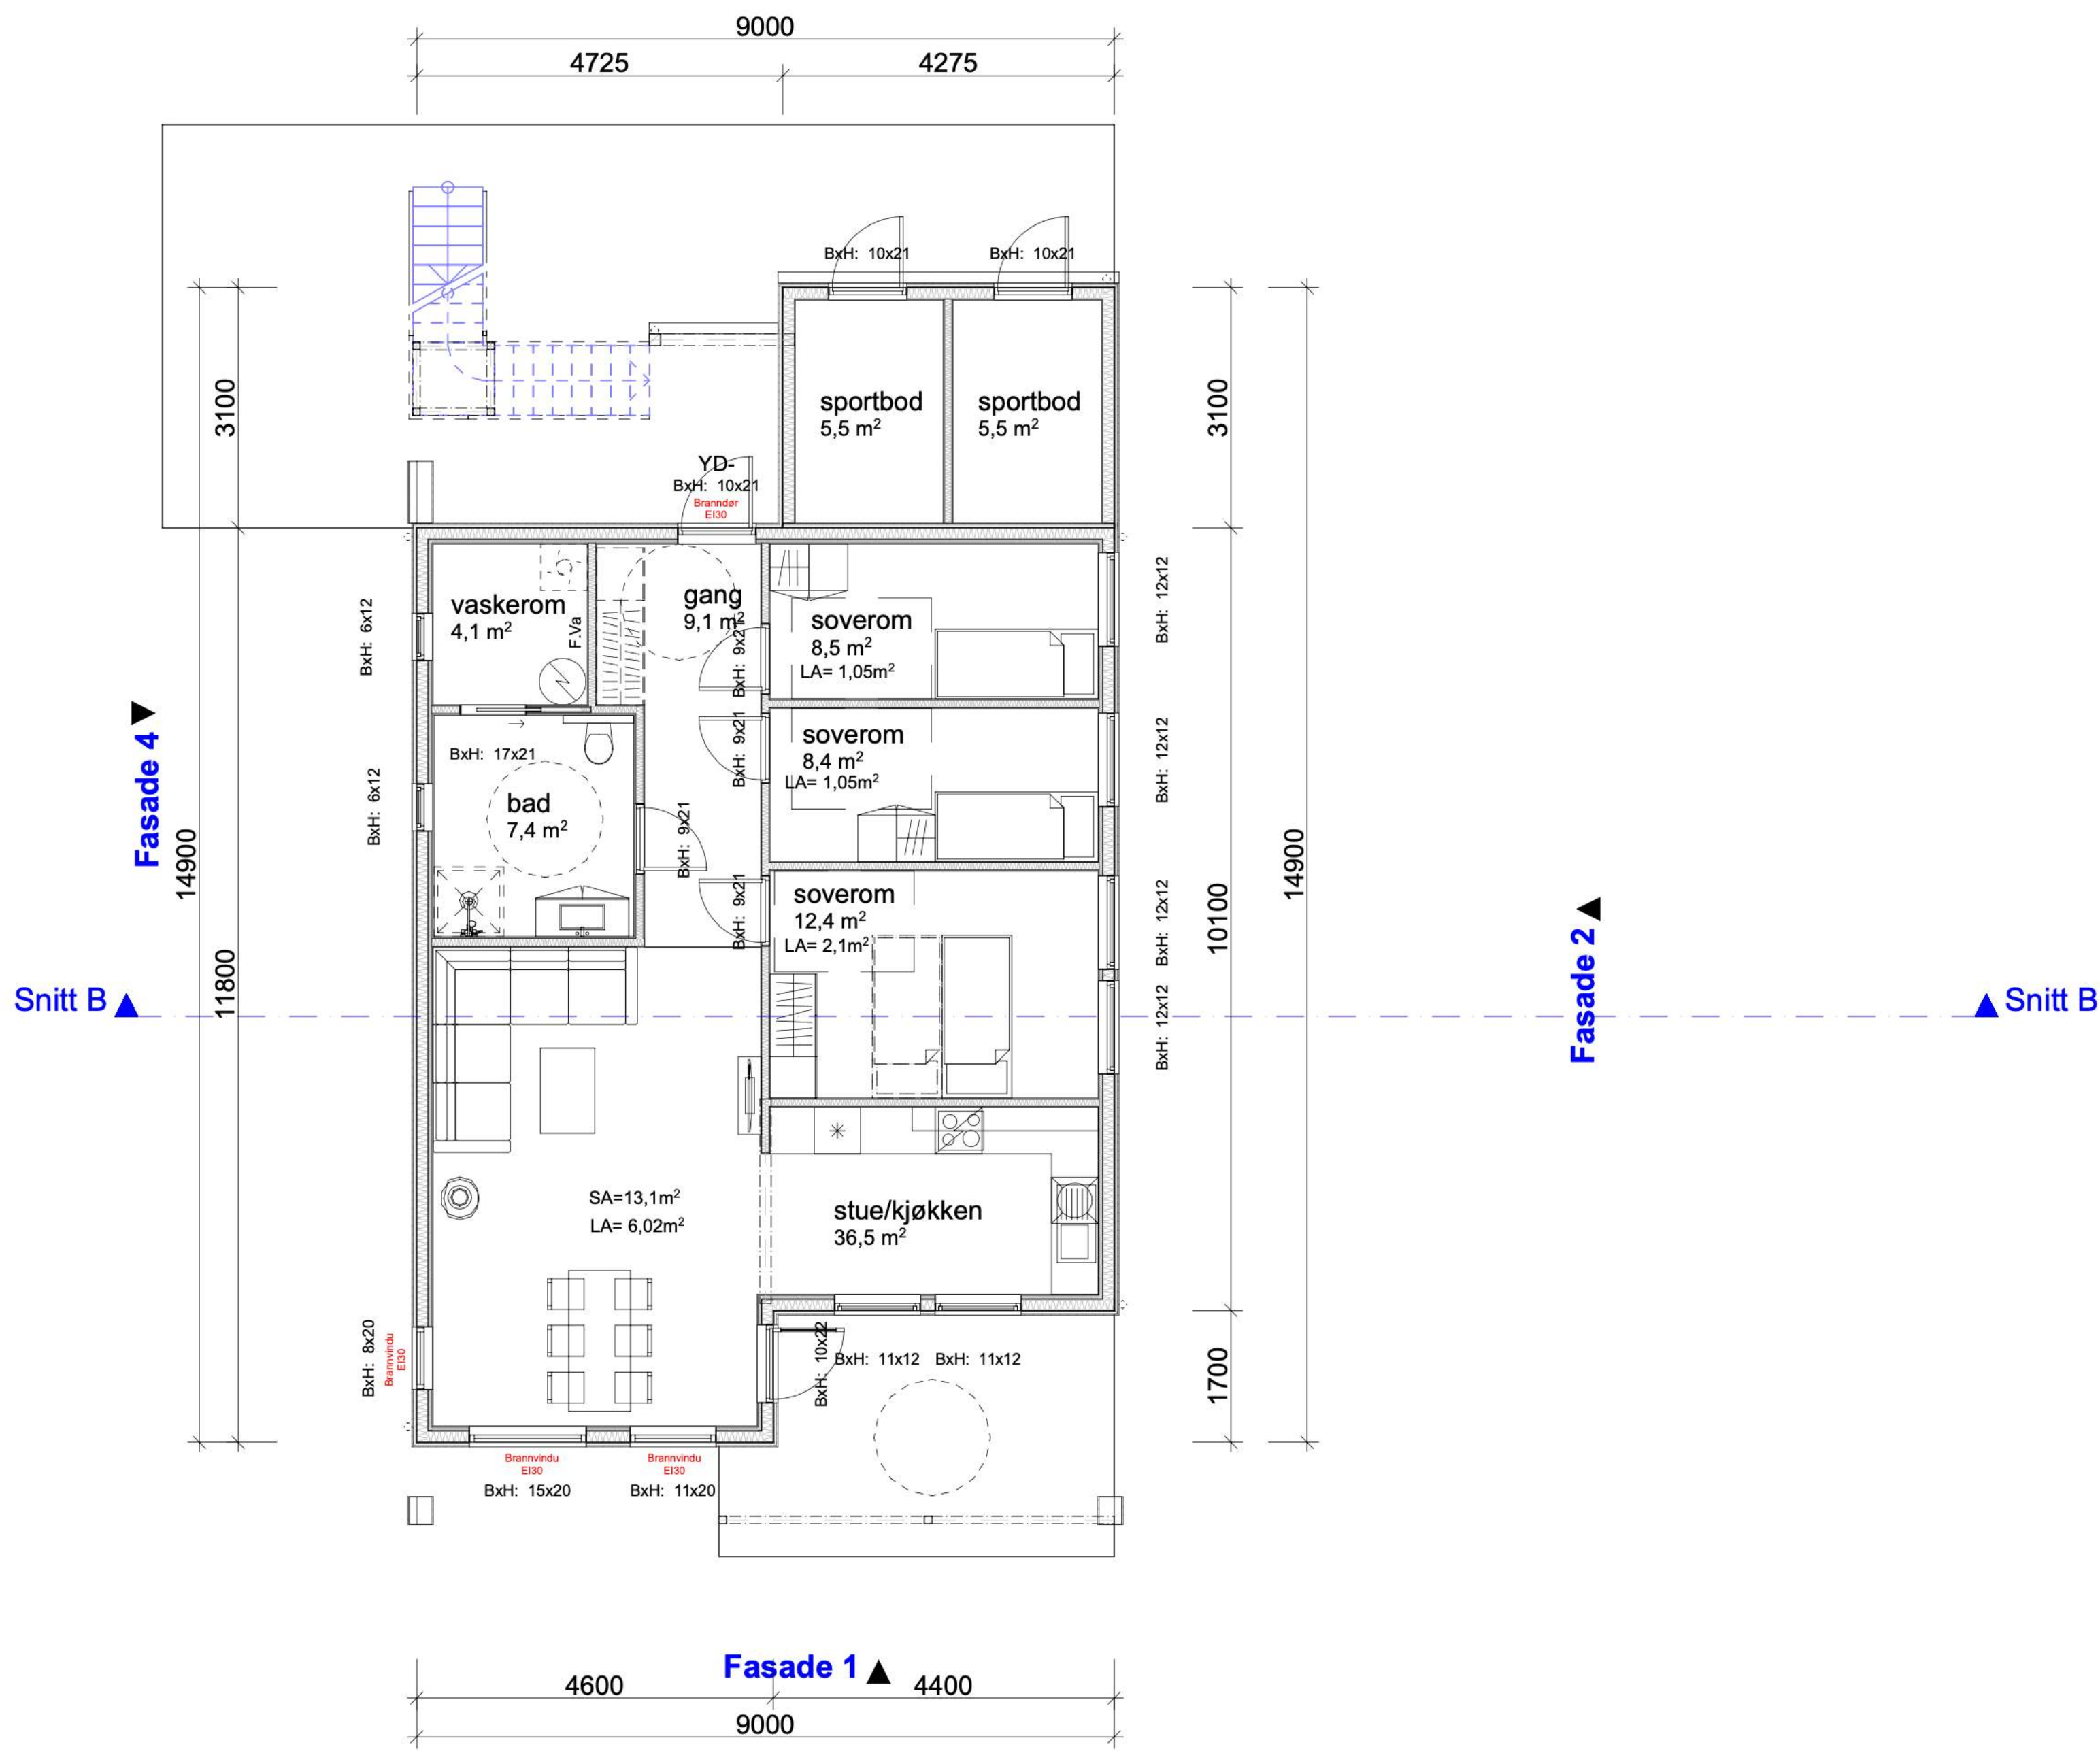 9000
4725
4275
BxH: 10x21
BxH: 10x21
3100
3100
sportbod
5,5 m²
sportbod
5,5 m²
YD-
BxH: 10x21
Branndør
EI30
vaskerom
4,1 m²
F.Va
gang
9,1 m²
BxH: 9x21
soverom
8,5 m²
LA= 1,05m²
BxH: 12x12
BxH: 6x12
BxH: 17x21
BxH: 9x21
soverom
8,4 m²
LA= 1,05m²
BxH: 12x12
BxH: 6x12
bad
7,4 m²
BxH: 9x21
BxH: 9x21
soverom
12,4 m²
LA= 2,1m²
BxH: 12x12
BxH: 12x12
Fasade 4
14900
11800
10100
14900
Fasade 2
Snitt B
Snitt B
SA=13,1m²
LA= 6,02m²
stue/kjøkken
36,5 m²
BxH: 8x20
Brannvindu
EI30
BxH: 10x22
BxH: 11x12
BxH: 11x12
1700
Brannvindu
EI30
BxH: 15x20
Brannvindu
EI30
BxH: 11x20
Fasade 1
4600
4400
9000